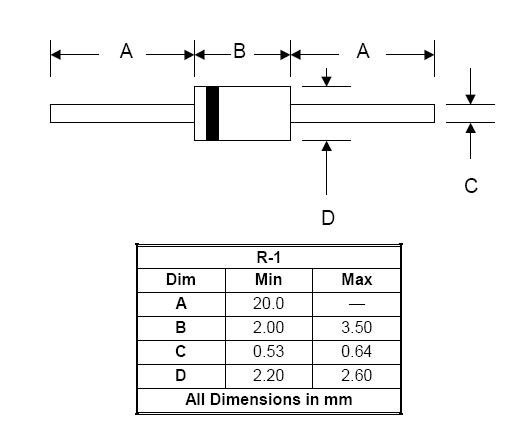 A B A
C
D
R-1
Dim Min Max
A 20.0 —
B 2.00 3.50
C 0.53 0.64
D 2.20 2.60
All Dimensions in mm